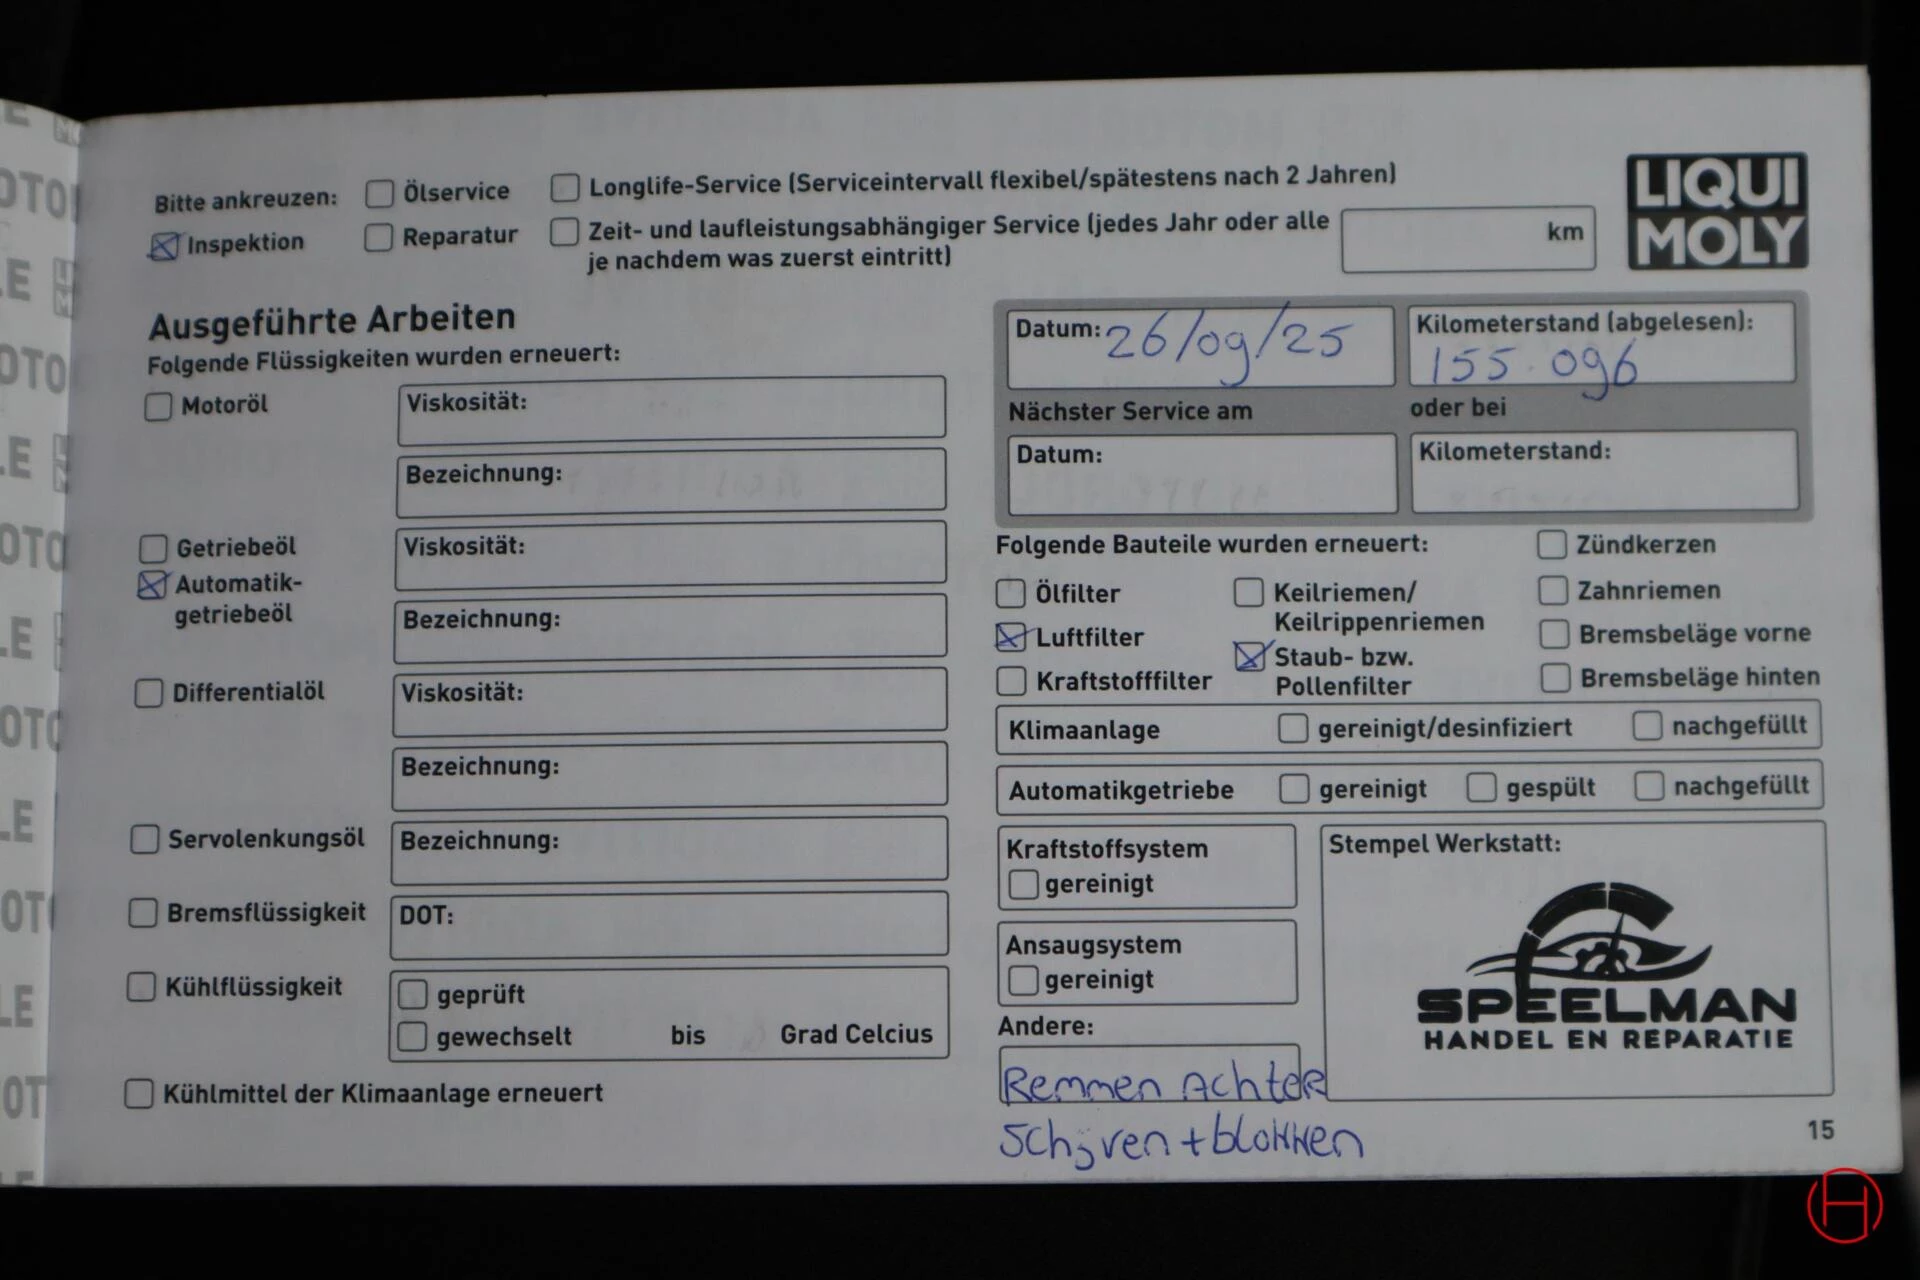 Bitte ankreuzen:
Ölservice
Longlife-Service (Serviceintervall flexibel/spätestens nach 2 Jahren)
Inspektion
Reparatur
Zeit- und laufleistungsabhängiger Service (jedes Jahr oder alle
km
je nachdem was zuerst eintritt)
LIQUI
MOLY
Ausgeführte Arbeiten
Folgende Flüssigkeiten wurden erneuert:
Motoröl
Viskosität:
Bezeichnung:
Getriebeöl
Automatik-
getriebeöl
Viskosität:
Bezeichnung:
Differentialöl
Viskosität:
Bezeichnung:
Servolenkungsöl
Bezeichnung:
Bremsflüssigkeit
DOT:
Kühlflüssigkeit
geprüft
gewechselt bis Grad Celcius
Kühlmittel der Klimaanlage erneuert
Datum: 26/09/25
Kilometerstand (abgelesen):
155.096
Nächster Service am
oder bei
Datum:
Kilometerstand:
Folgende Bauteile wurden erneuert:
Ölfilter
Luftfilter
Kraftstofffilter
Keilriemen/
Keilrippenriemen
Staub- bzw.
Pollenfilter
Zündkerzen
Zahnriemen
Bremsbeläge vorne
Bremsbeläge hinten
Klimaanlage
gereinigt/desinfiziert
nachgefüllt
Automatikgetriebe
gereinigt
gespült
nachgefüllt
Kraftstoffsystem
gereinigt
Ansaugsystem
gereinigt
Andere:
Remmen Achter
Schijven + blokken
Stempel Werkstatt:
SPEELMAN
HANDEL EN REPARATIE
15